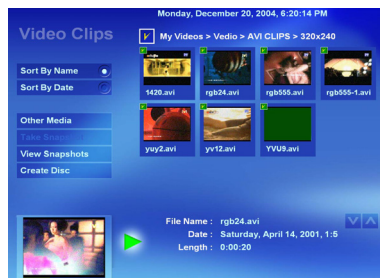 Monday, December 20, 2004, 6:20:14 PM
Video Clips
My Videos > Vedio > AVI CLIPS > 320x240
Sort By Name
Sort By Date
1420.avi
rgb24.avi
rgb555.avi
rgb555-1.avi
Other Media
View Snapshots
Create Disc
yuy2.avi
yv12.avi
YVU9.avi
File Name : rgb24.avi
Date : Saturday, April 14, 2001, 1:5
Length : 0:00:20